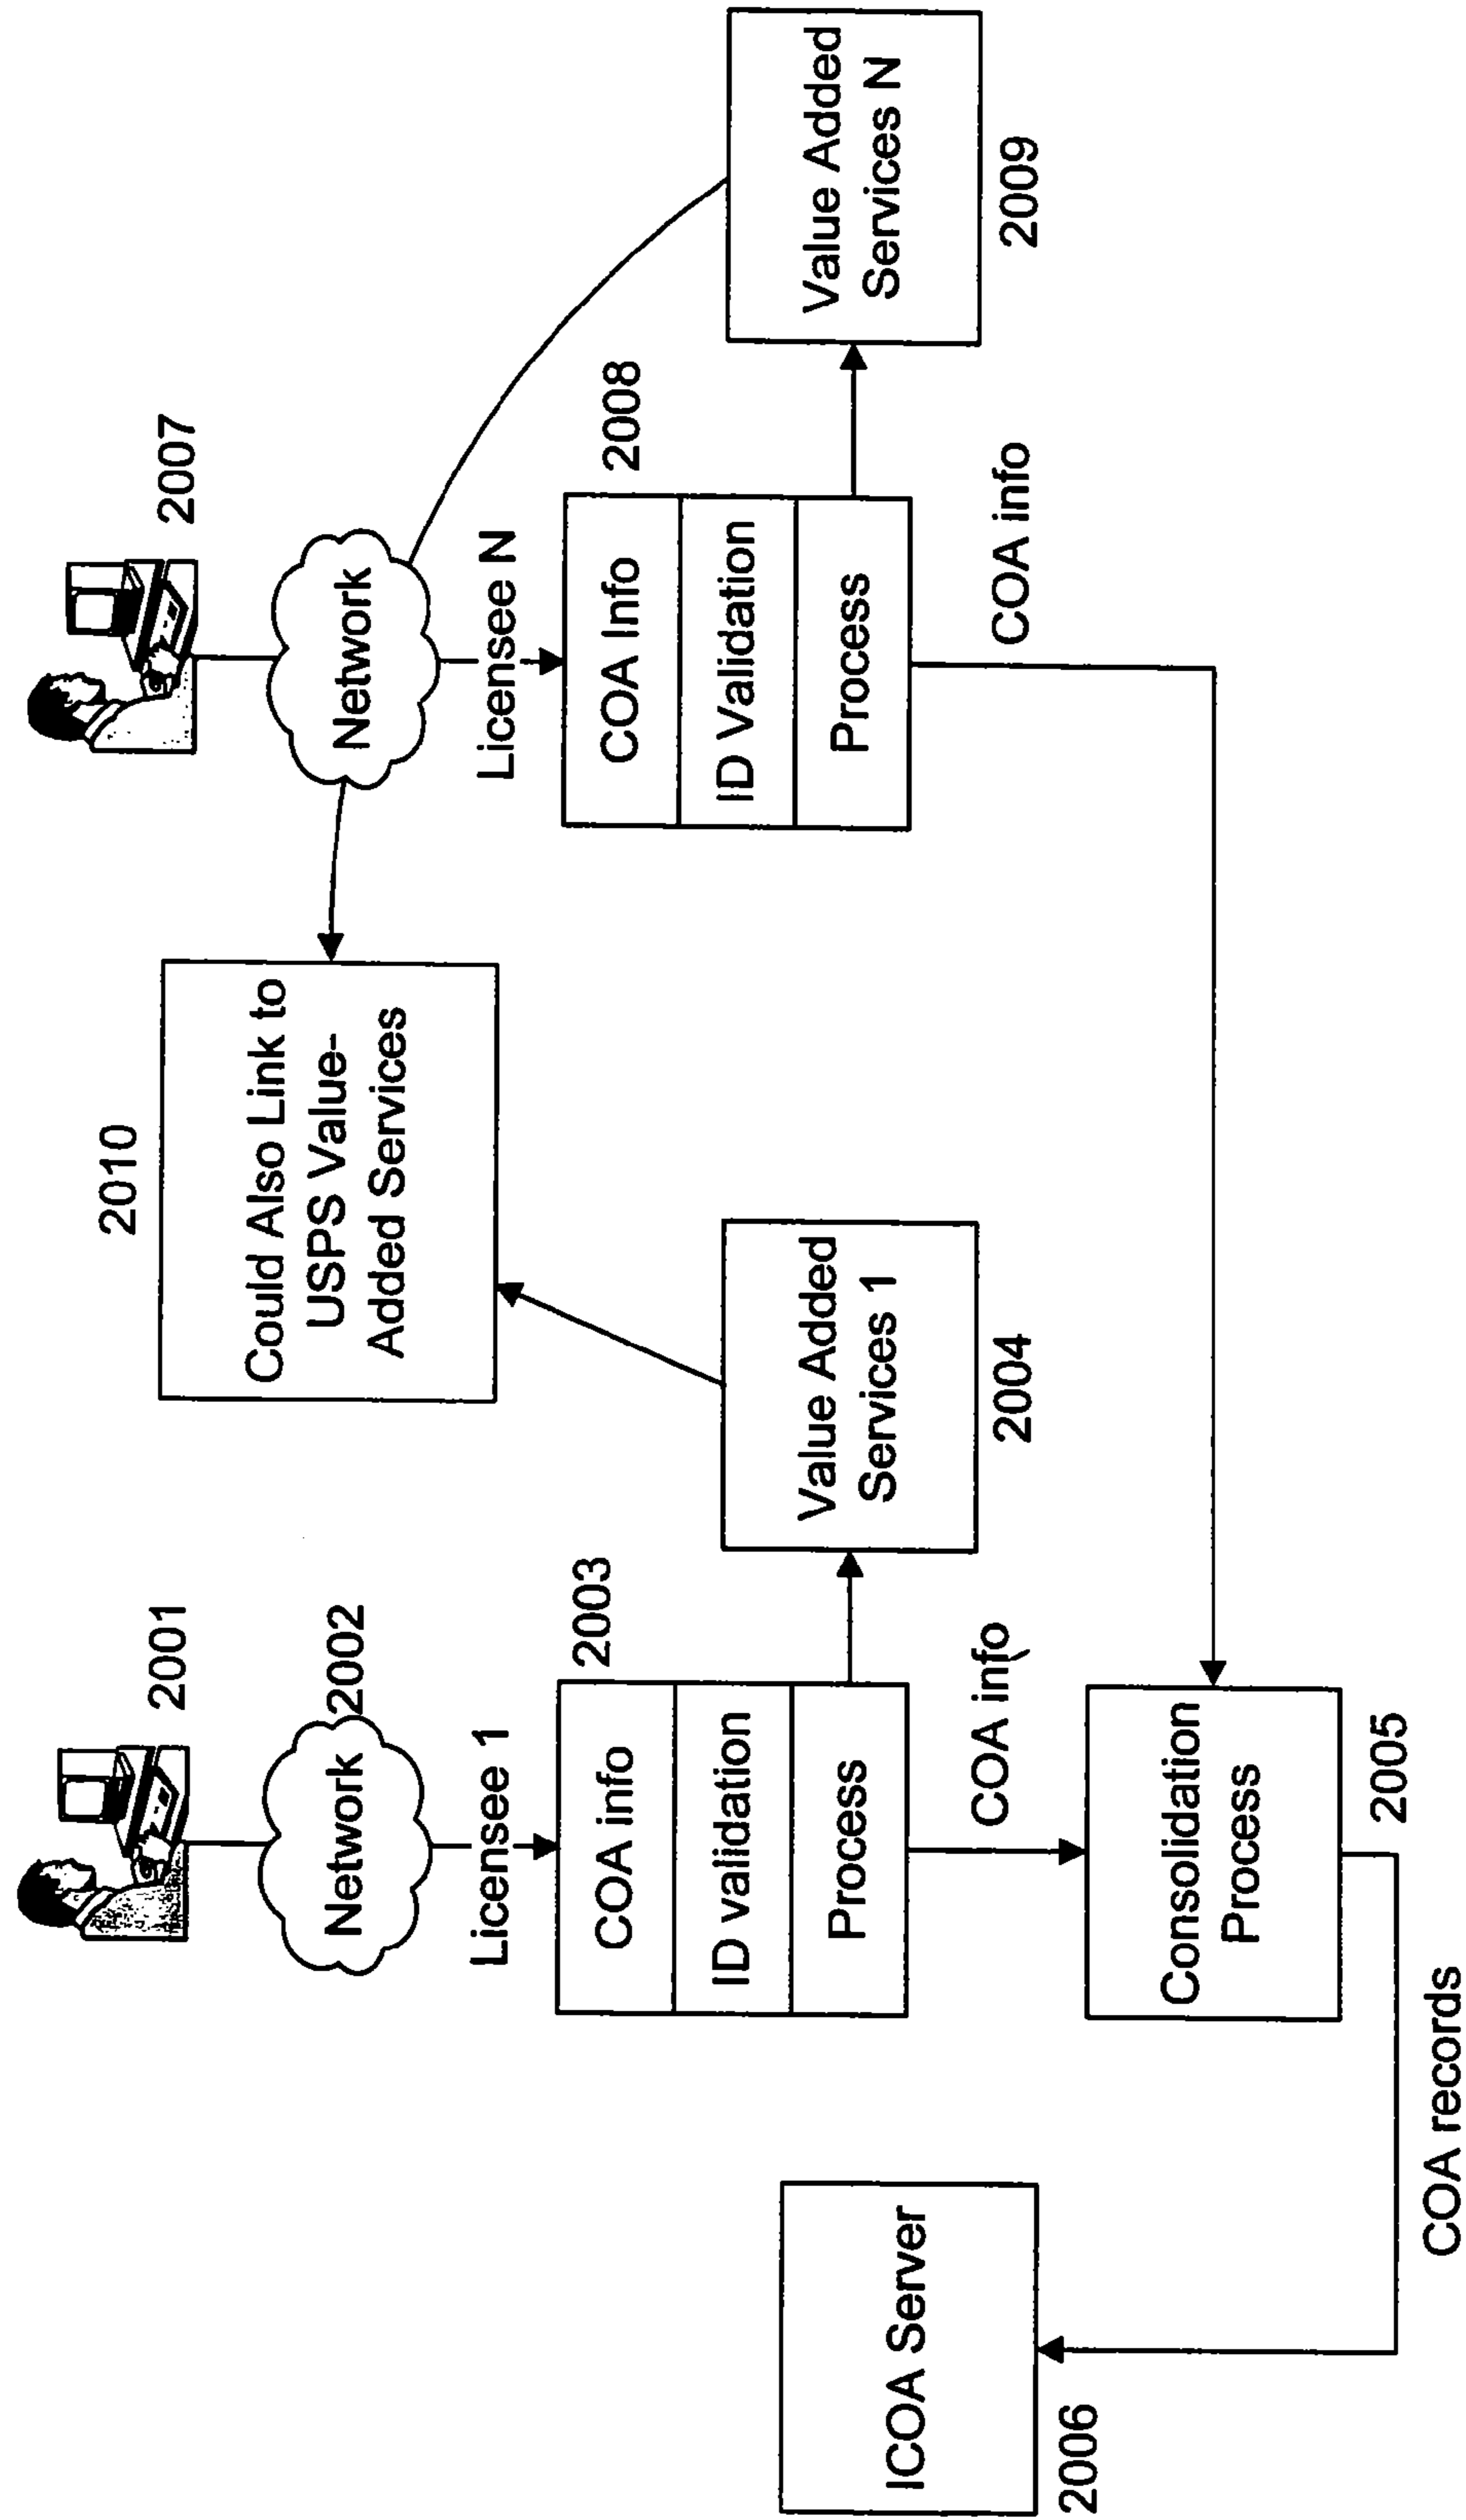 2001
Network
2002
Licensee 1
2003
COA info
ID validation
Process
COA info
Value Added
Services 1
2004
Consolidation
Process
2005
COA records
ICOA Server
2006
2010
Could Also Link to
USPS Value-
Added Services
2007
Network
Licensee N
2008
COA Info
ID Validation
Process
COA info
Value Added
Services N
2009